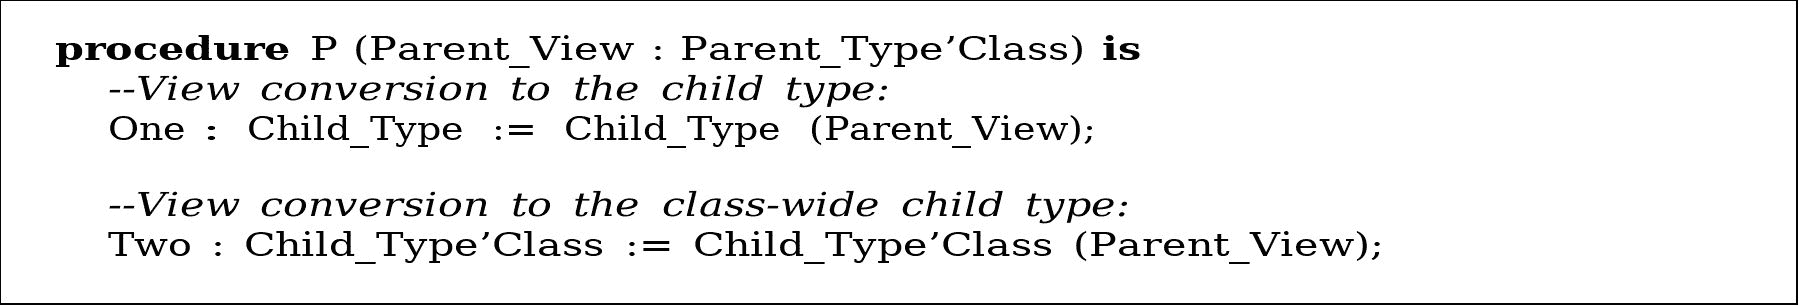 procedure P (Parent_View : Parent_Type’Class) is
--View conversion to the child type:
One : Child_Type := Child_Type (Parent_View);
--View conversion to the class-wide child type:
Two : Child_Type’Class := Child_Type’Class (Parent_View);